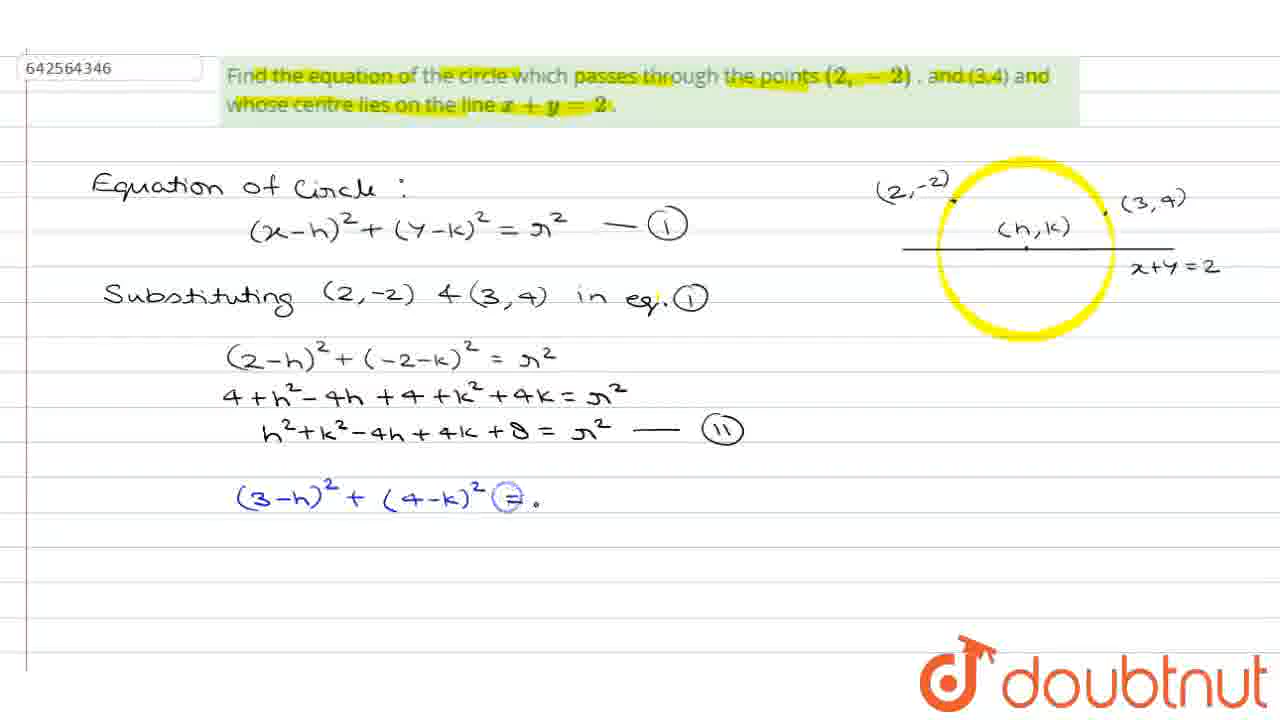 642564346
Find the equation of the circle which passes through the points (2, − 2) . and (3,4) and
whose centre lies on the line x + y = 2 .
Equation of Circle :
(x-h)² + (y-k)² = r² — (i)
(2,-2)
(3,4)
(h,k)
x+y=2
Substituting (2,-2) & (3,4) in eq. (i)
(2-h)² + (-2-k)² = r²
4+h²-4h+4+k²+4k = r²
h²+k²-4h+4k+8 = r² — (ii)
(3-h)² + (4-k)² = .
doubtnut